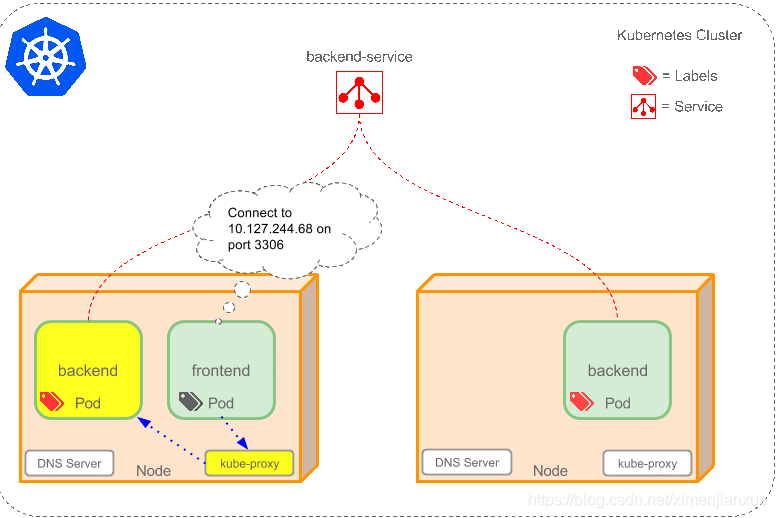 Kubernetes Cluster
backend-service
= Labels
= Service
Connect to
10.127.244.68 on
port 3306
backend
Pod
frontend
Pod
DNS Server
Node
kube-proxy
backend
Pod
DNS Server
Node
kube-proxy
https://blog.csdn.net/ximenjianxue